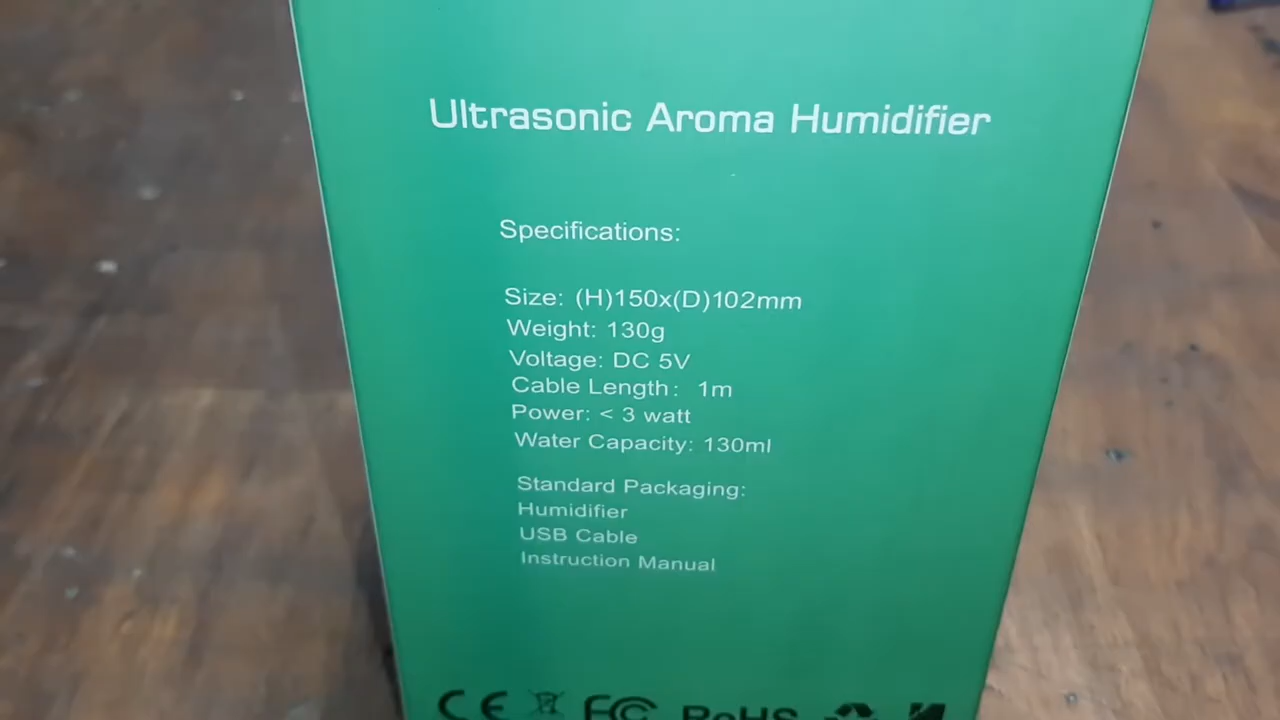 Ultrasonic Aroma Humidifier
Specifications:
Size: (H)150x(D)102mm
Weight: 130g
Voltage: DC 5V
Cable Length: 1m
Power: < 3 watt
Water Capacity: 130ml
Standard Packaging:
Humidifier
USB Cable
Instruction Manual
CE FC RoHS